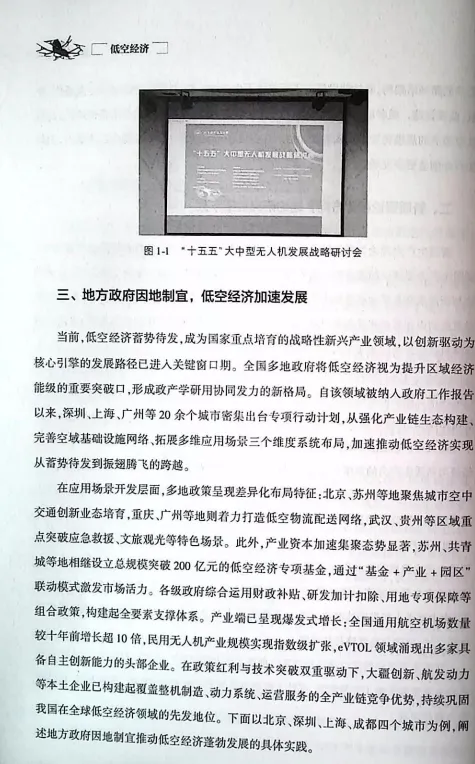 低空经济
"十五五"大中型无人机发展战略研讨会
图 1-1 "十五五"大中型无人机发展战略研讨会
三、地方政府因地制宜，低空经济加速发展
当前,低空经济蓄势待发,成为国家重点培育的战略性新兴产业领域,以创新驱动为
核心引擎的发展路径已进入关键窗口期。全国多地政府将低空经济视为提升区域经济
能级的重要突破口,形成政产学研用协同发力的新格局。自该领域被纳入政府工作报告
以来,深圳、上海、广州等 20 余个城市密集出台专项行动计划,从强化产业链生态构建、
完善空域基础设施网络、拓展多维应用场景三个维度系统布局,加速推动低空经济实现
从蓄势待发到振翅腾飞的跨越。
在应用场景开发层面,多地政策呈现差异化布局特征:北京、苏州等地聚焦城市空中
交通创新业态培育,重庆、广州等地则着力打造低空物流配送网络,武汉、贵州等区域重
点突破应急救援、文旅观光等特色场景。此外,产业资本加速集聚态势显著,苏州、共青
城等地相继设立总规模突破 200 亿元的低空经济专项基金,通过"基金 + 产业 + 园区"
联动模式激发市场活力。各级政府综合运用财政补贴、研发加计扣除、用地专项保障等
组合政策,构建起全要素支撑体系。产业端已呈现爆发式增长:全国通用航空机场数量
较十年前增长超 10 倍,民用无人机产业规模实现指数级扩张,eVTOL 领域涌现出多家具
备自主创新能力的头部企业。在政策红利与技术突破双重驱动下,大疆创新、航发动力
等本土企业已构建起覆盖整机制造、动力系统、运营服务的全产业链竞争优势,持续巩固
我国在全球低空经济领域的先发地位。下面以北京、深圳、上海、成都四个城市为例,阐
述地方政府因地制宜推动低空经济蓬勃发展的具体实践。